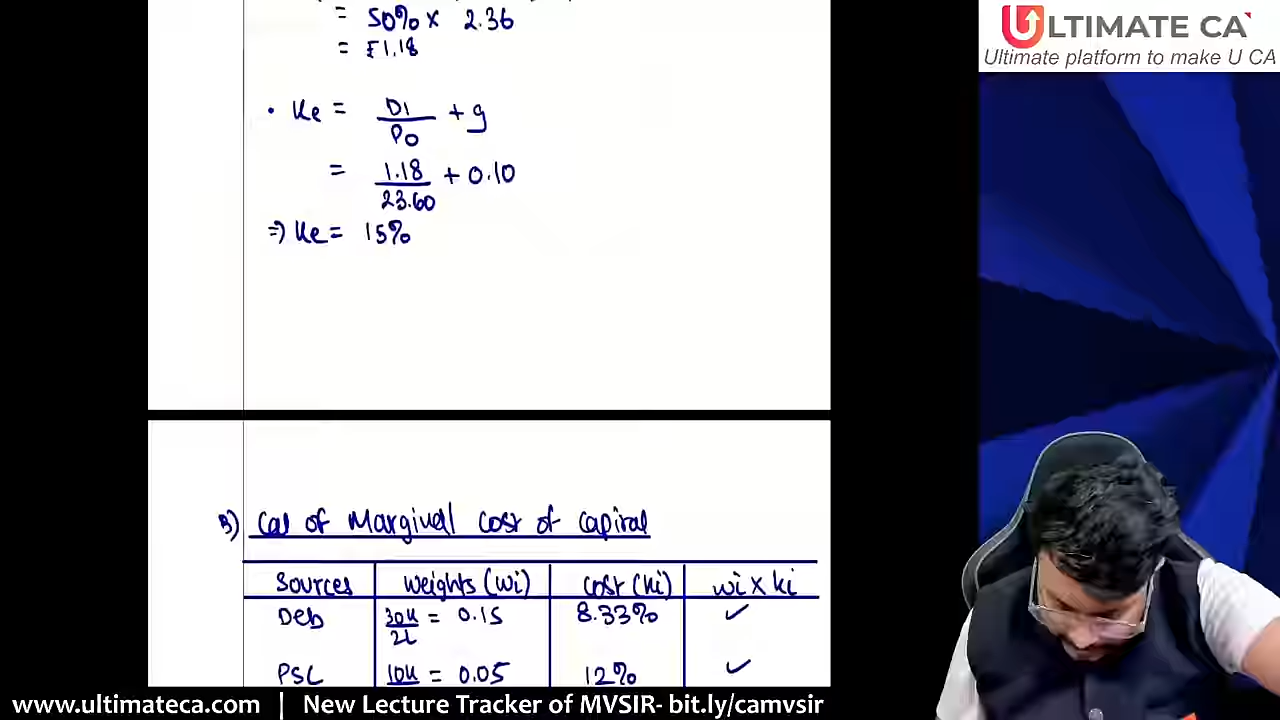 = 50% x 2.36
= ₹1.18
• Ke = D1 / P0 + g
= 1.18 / 23.60 + 0.10
⇒ Ke = 15%
B) Cal of Marginal Cost of Capital
Sources Weights (Wi) Cost (Ki) Wi x Ki
Deb 30K / 2L = 0.15 8.33% ✓
PSC 10K = 0.05 12% ✓
ULTIMATE CA
Ultimate platform to make U CA
www.ultimateca.com | New Lecture Tracker of MVSIR- bit.ly/camvsir